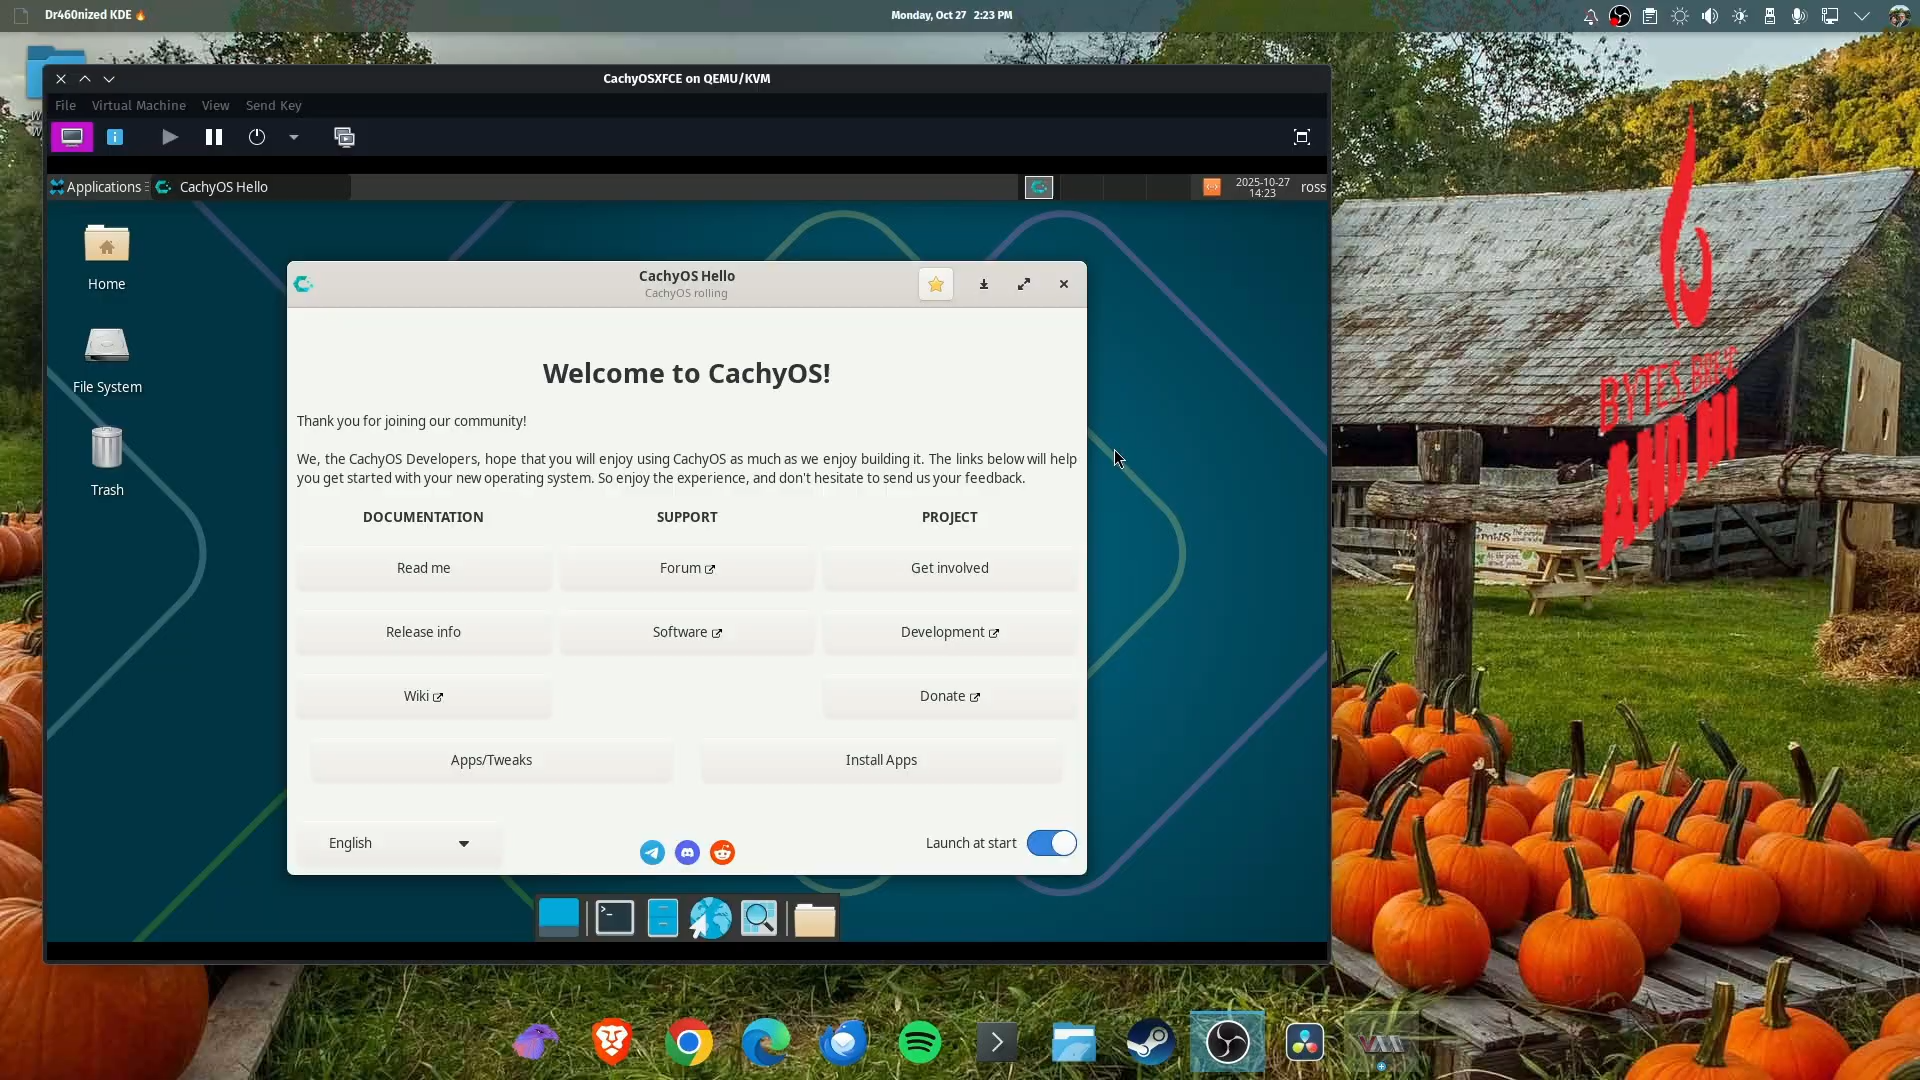 Dr460nized KDE 🔥
Monday, Oct 27 2:23 PM
CachyOSXFCE on QEMU/KVM
File Virtual Machine View Send Key
Applications
CachyOS Hello
2025-10-27
14:23
ross
Home
File System
Trash
CachyOS Hello
CachyOS rolling
Welcome to CachyOS!
Thank you for joining our community!
We, the CachyOS Developers, hope that you will enjoy using CachyOS as much as we enjoy building it. The links below will help
you get started with your new operating system. So enjoy the experience, and don't hesitate to send us your feedback.
DOCUMENTATION SUPPORT PROJECT
Read me Forum Get involved
Release info Software Development
Wiki Donate
Apps/Tweaks Install Apps
English
Launch at start
BYTES
AND